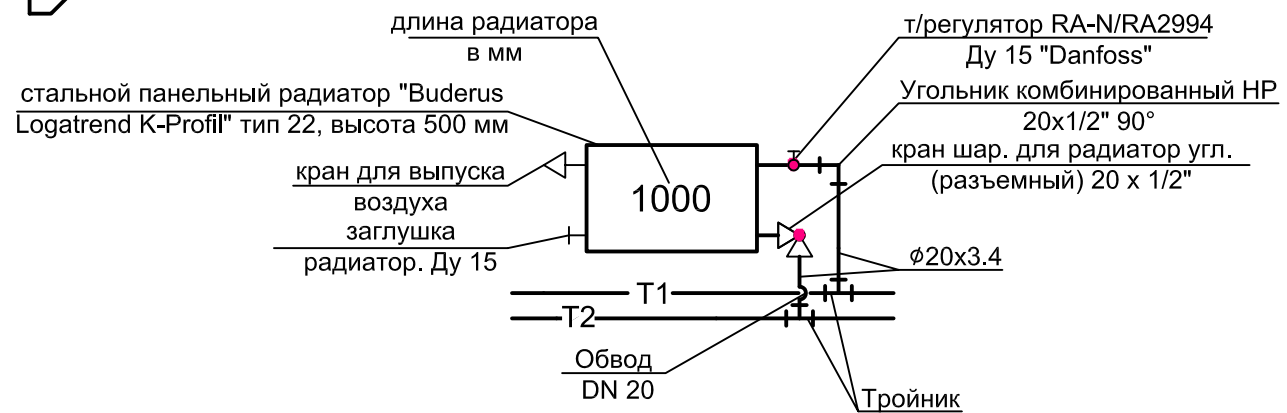 длина радиатора
в мм
т/регулятор RA-N/RA2994
Ду 15 "Danfoss"
стальной панельный радиатор "Buderus
Logatrend K-Profil" тип 22, высота 500 мм
Угольник комбинированный НР
20x1/2" 90°
кран шар. для радиатор угл.
(разъемный) 20 x 1/2"
кран для выпуска
воздуха
1000
заглушка
радиатор. Ду 15
ϕ20x3.4
Т1
Т2
Обвод
DN 20
Тройник